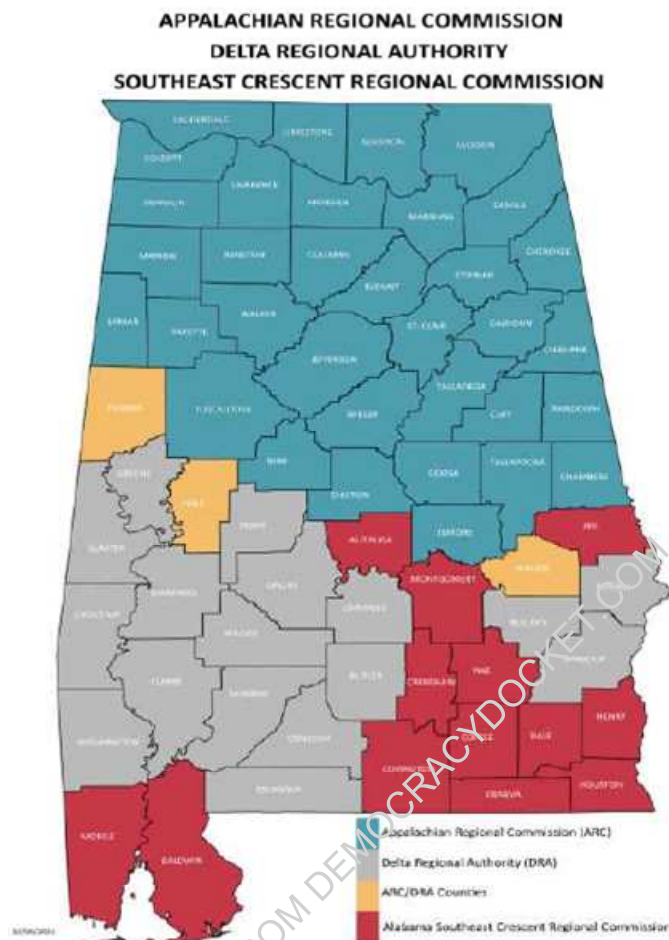 APPALACHIAN REGIONAL COMMISSION
DELTA REGIONAL AUTHORITY
SOUTHEAST CRESCENT REGIONAL COMMISSION
LAUDERDALE
LIMESTONE
MADISON
JACKSON
COLBERT
LAWRENCE
FRANKLIN
MORGAN
MARSHALL
DEKALB
CHEROKEE
MARION
WINSTON
CULLMAN
BLOUNT
ETOWAH
LAMAR
FAYETTE
WALKER
ST. CLAIR
CALHOUN
CLEBURNE
JEFFERSON
TALLADEGA
TUSCALOOSA
SHELBY
CLAY
RANDOLPH
PICKENS
BIBB
COOSA
TALLAPOOSA
CHAMBERS
GREENE
HALE
CHILTON
PERRY
AUTAUGA
ELMORE
LEE
SUMTER
MACON
MONTGOMERY
DALLAS
MARENGO
LOWNDES
BULLOCK
CHOCTAW
WILCOX
BUTLER
CRENSHAW
PIKE
BARBOUR
CLARKE
MONROE
CONECUH
COFFEE
DALE
HENRY
WASHINGTON
COVINGTON
GENEVA
HOUSTON
ESCAMBIA
MOBILE
BALDWIN
Appalachian Regional Commission (ARC)
Delta Regional Authority (DRA)
ARC/DRA Counties
Alabama Southeast Crescent Regional Commission
OM DEMOCRACYDOCKET.COM